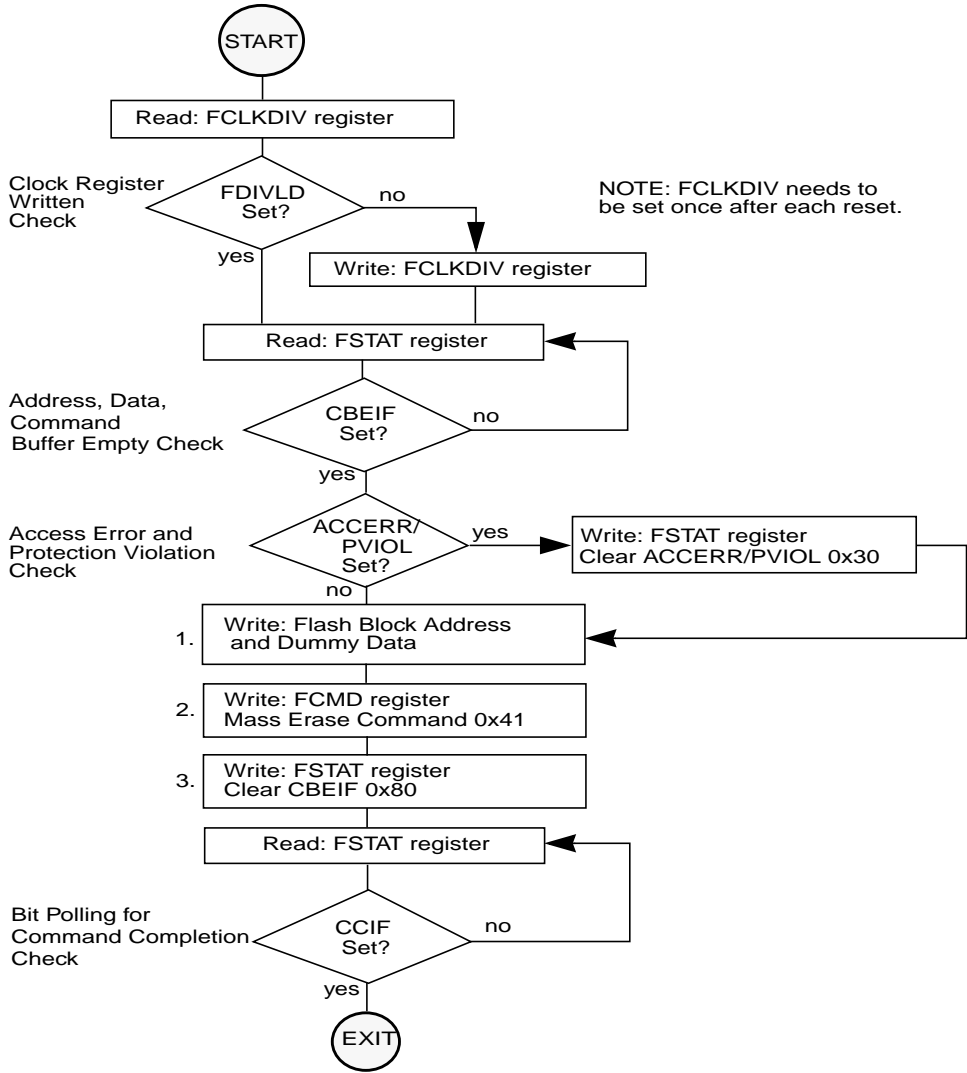 START
Read: FCLKDIV register
Clock Register
Written
Check
FDIVLD
Set?
no
yes
NOTE: FCLKDIV needs to
be set once after each reset.
Write: FCLKDIV register
Read: FSTAT register
Address, Data,
Command
Buffer Empty Check
CBEIF
Set?
no
yes
Access Error and
Protection Violation
Check
ACCERR/
PVIOL
Set?
yes
no
Write: FSTAT register
Clear ACCERR/PVIOL 0x30
1.
Write: Flash Block Address
and Dummy Data
2.
Write: FCMD register
Mass Erase Command 0x41
3.
Write: FSTAT register
Clear CBEIF 0x80
Read: FSTAT register
Bit Polling for
Command Completion
Check
CCIF
Set?
no
yes
EXIT